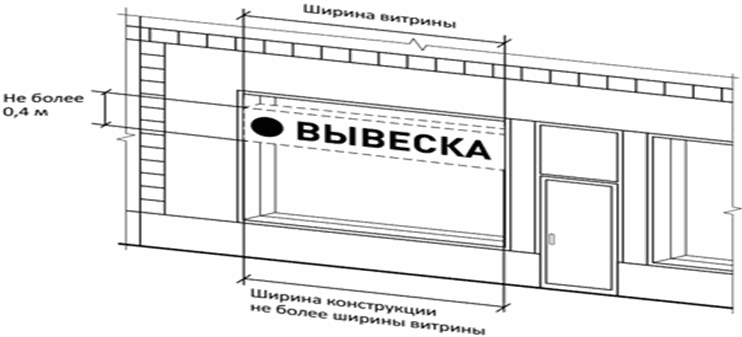 Ширина витрины
Не более
0,4 м
ВЫВЕСКА
Ширина конструкции
не более ширины витрины